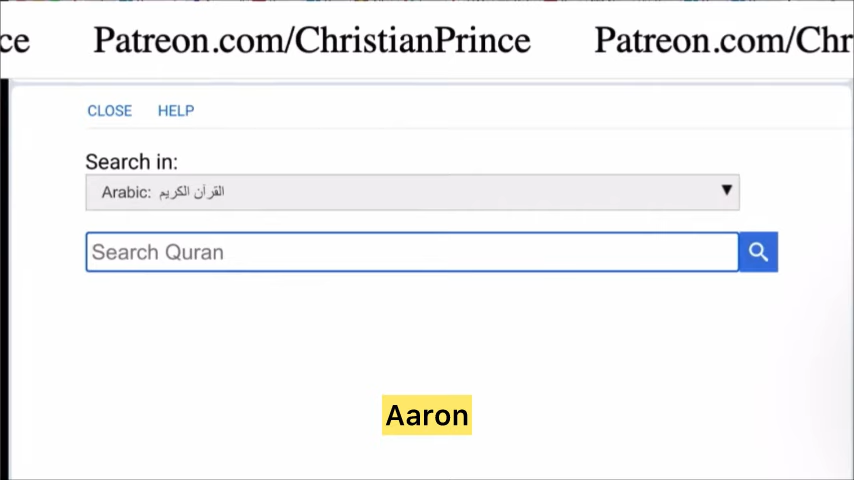 ce Patreon.com/ChristianPrince Patreon.com/Chr
CLOSE HELP
Search in:
Arabic: القرآن الكريم ▼
Search Quran
Aaron